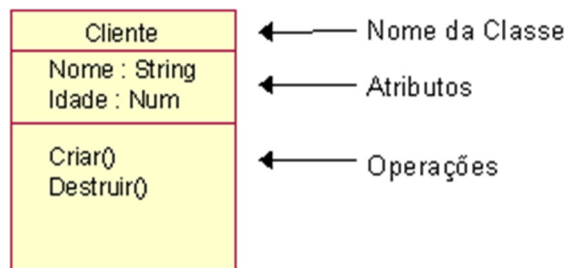 Cliente
Nome da Classe
Nome : String
Idade : Num
Atributos
Criar()
Destruir()
Operações